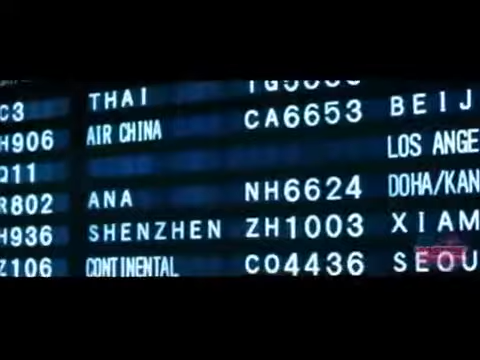 THAI
C3 AIR CHINA CA6653 BEIJ
H906 LOS ANGE
Q11 DOHA/KAN
R802 ANA NH6624
H936 SHENZHEN ZH1003 XIAM
Z106 CONTINENTAL CO4436 SEOU